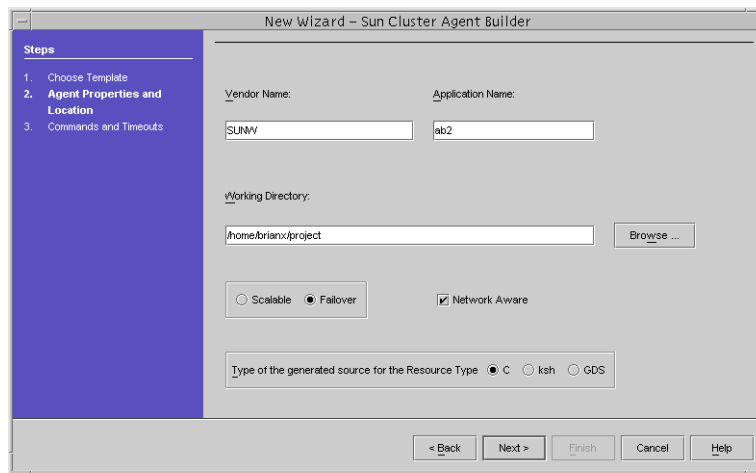 New Wizard – Sun Cluster Agent Builder
Steps
1. Choose Template
2. Agent Properties and
Location
3. Commands and Timeouts
Vendor Name:
Application Name:
SUNW
ab2
Working Directory:
/home/brianx/project
Browse ...
Scalable
Failover
Network Aware
Type of the generated source for the Resource Type
C
ksh
GDS
< Back
Next >
Finish
Cancel
Help